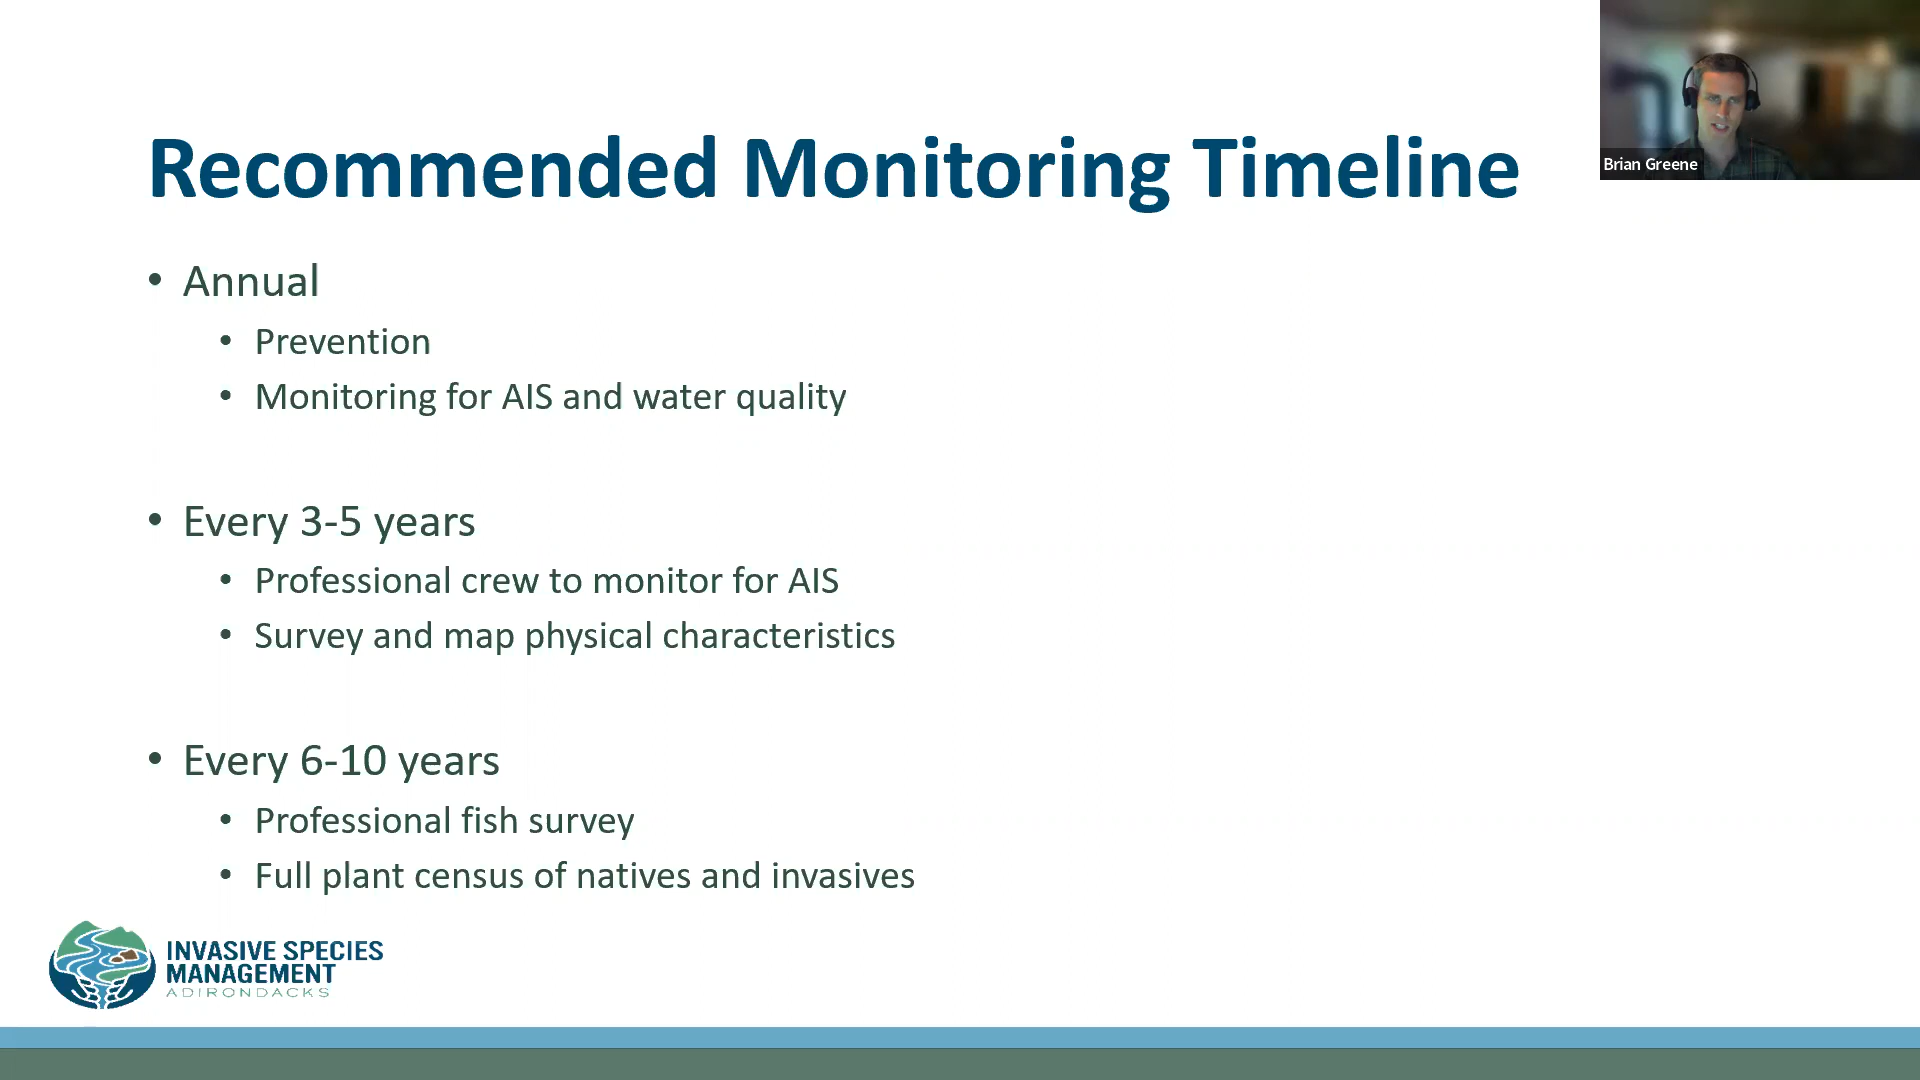 Recommended Monitoring Timeline
Brian Greene
• Annual
• Prevention
• Monitoring for AIS and water quality
• Every 3-5 years
• Professional crew to monitor for AIS
• Survey and map physical characteristics
• Every 6-10 years
• Professional fish survey
• Full plant census of natives and invasives
INVASIVE SPECIES
MANAGEMENT
ADIRONDACKS